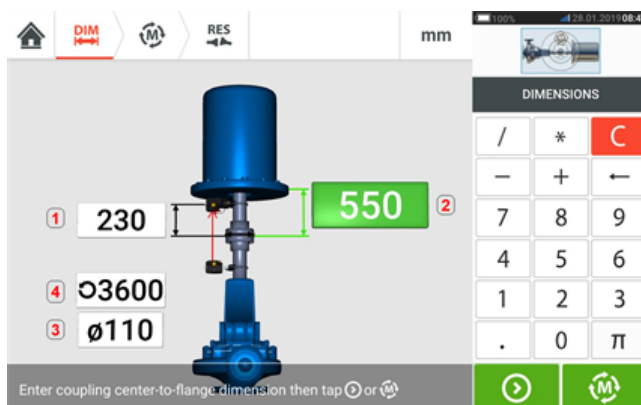 DIM
M
RES
mm
100%
28.01.2019 08:4
DIMENSIONS
1
230
550
2
4
3600
3
ø110
/
*
C
−
+
←
7
8
9
4
5
6
1
2
3
.
0
π
Enter coupling center-to-flange dimension then tap or M
M